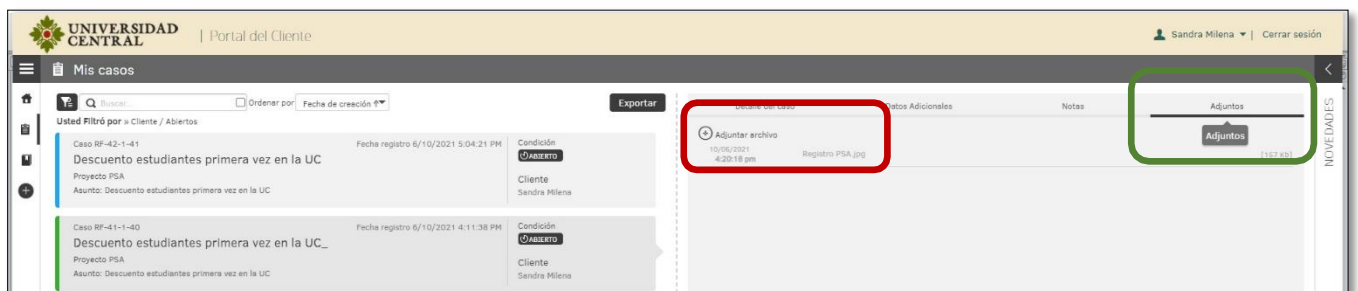 UNIVERSIDAD CENTRAL | Portal del Cliente
Sandra Milena | Cerrar sesión
Mis casos
Buscar...
Ordenar por Fecha de creación
Exportar
Usted Filtró por » Cliente / Abiertos
Caso RF-42-1-41 Fecha registro 6/10/2021 5:04:21 PM
Descuento estudiantes primera vez en la UC
Proyecto PSA
Asunto: Descuento estudiantes primera vez en la UC
Condición
ABIERTO
Cliente
Sandra Milena
Caso RF-41-1-40 Fecha registro 6/10/2021 4:11:38 PM
Descuento estudiantes primera vez en la UC_
Proyecto PSA
Asunto: Descuento estudiantes primera vez en la UC
Condición
ABIERTO
Cliente
Sandra Milena
Detalle del caso Datos Adicionales Notas Adjuntos
Adjuntar archivo
Adjuntos
10/06/2021
4:20:18 pm
Registro PSA.jpg
[157 Kb]
NOVEDADES